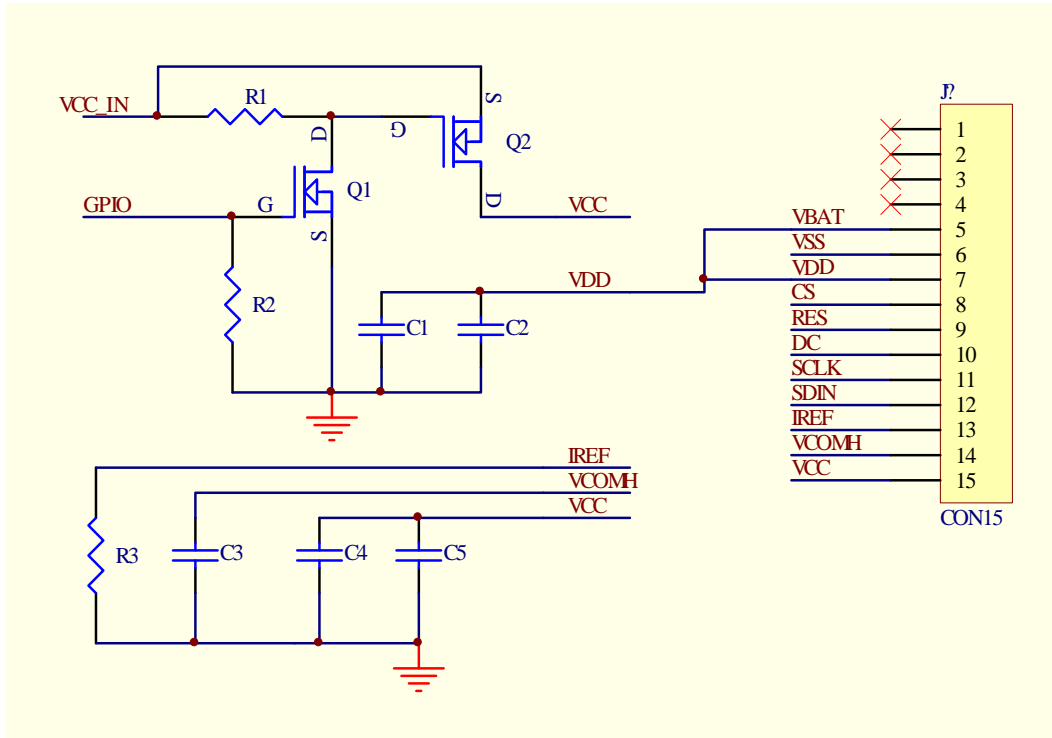 VCC_IN
R1
D
G
S
Q2
D
VCC
GPIO
G
Q1
S
R2
VDD
C1
C2
IREF
VCOMH
VCC
R3
C3
C4
C5
J?
1
2
3
4
VBAT 5
VSS 6
VDD 7
CS 8
RES 9
DC 10
SCLK 11
SDIN 12
IREF 13
VCOMH 14
VCC 15
CON15